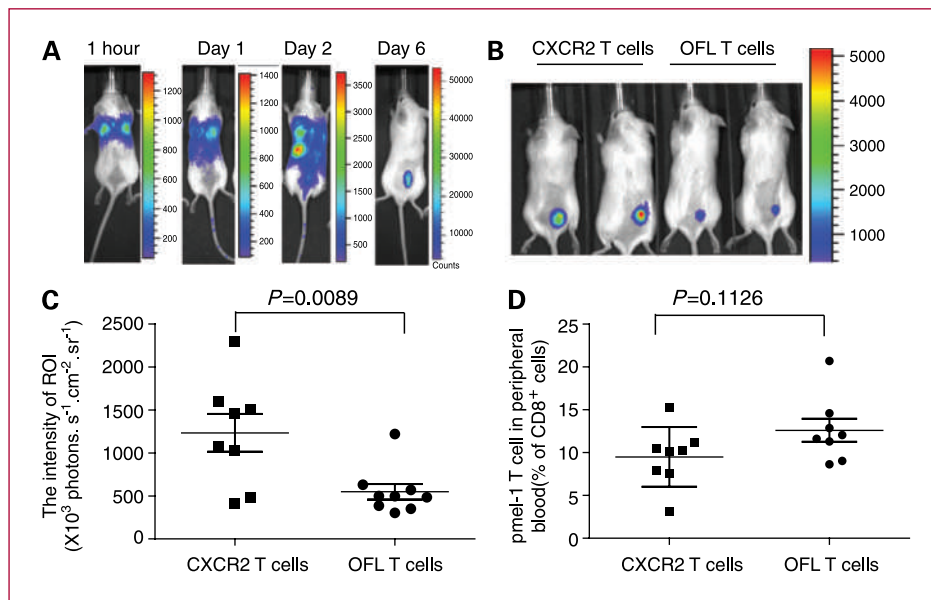 A
1 hour
Day 1
Day 2
Day 6
1200
1000
800
600
400
200
1400
1200
1000
800
600
400
200
3500
3000
2500
2000
1500
1000
500
50000
40000
30000
20000
10000
Counts
B
CXCR2 T cells
OFL T cells
5000
4000
3000
2000
1000
C
P=0.0089
The intensity of ROI
(X10³ photons. s⁻¹.cm⁻².sr⁻¹)
2500
2000
1500
1000
500
0
CXCR2 T cells
OFL T cells
D
P=0.1126
pmel-1 T cell in peripheral
blood(% of CD8⁺ cells)
25
20
15
10
5
0
CXCR2 T cells
OFL T cells